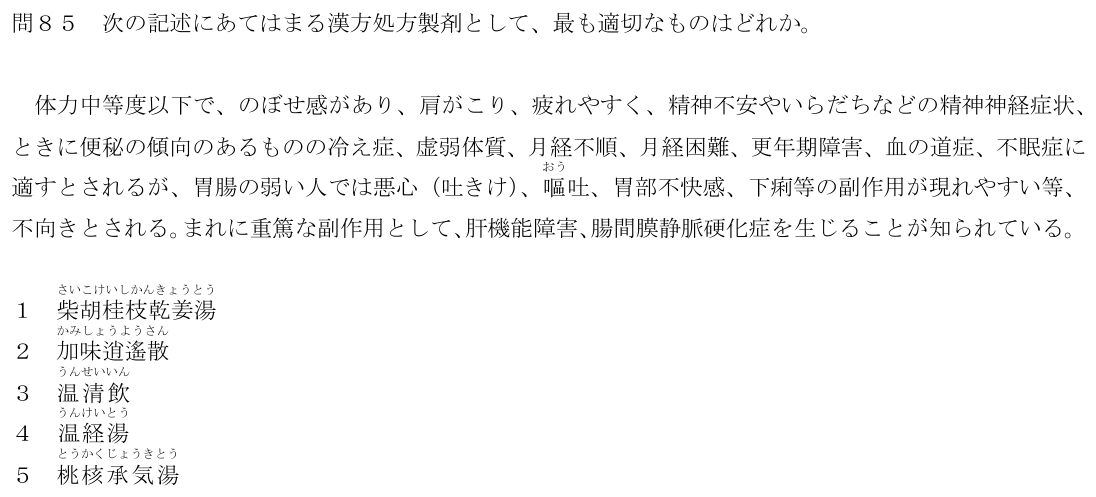 問８５　次の記述にあてはまる漢方処方製剤として、最も適切なものはどれか。
体力中等度以下で、のぼせ感があり、肩がこり、疲れやすく、精神不安やいらだちなどの精神神経症状、
ときに便秘の傾向のあるものの冷え症、虚弱体質、月経不順、月経困難、更年期障害、血の道症、不眠症に
おう
適すとされるが、胃腸の弱い人では悪心（吐きけ）、嘔吐、胃部不快感、下痢等の副作用が現れやすい等、
不向きとされる。まれに重篤な副作用として、肝機能障害、腸間膜静脈硬化症を生じることが知られている。
さいこけいしかんきょうとう
１　柴胡桂枝乾姜湯
かみしょうようさん
２　加味逍遙散
うんせいいん
３　温清飲
うんけいとう
４　温経湯
とうかくじょうきとう
５　桃核承気湯